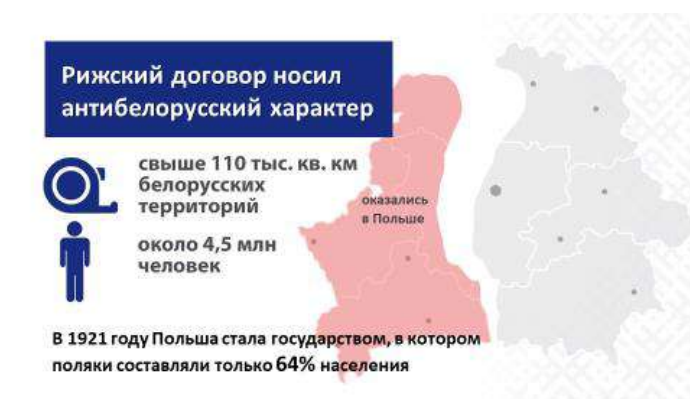 Рижский договор носил
антибелорусский характер
свыше 110 тыс. кв. км
белорусских
территорий
оказались
в Польше
около 4,5 млн
человек
В 1921 году Польша стала государством, в котором
поляки составляли только 64% населения